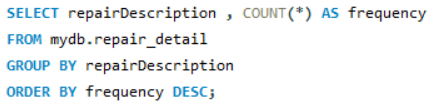 SELECT repairDescription , COUNT(*) AS frequency
FROM mydb.repair_detail
GROUP BY repairDescription
ORDER BY frequency DESC;